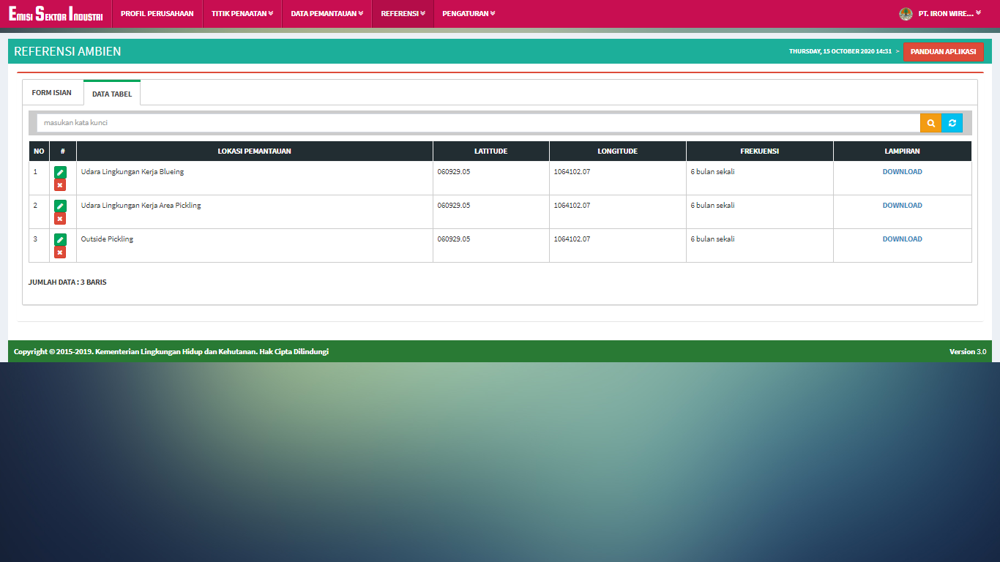 Emisi Sektor Industri PROFIL PERUSAHAAN TITIK PENAATAN DATA PEMANTAUAN REFERENSI PENGATURAN PT. IRON WIRE...
REFERENSI AMBIEN THURSDAY, 15 OCTOBER 2020 14:31 > PANDUAN APLIKASI
FORM ISIAN DATA TABEL
masukan kata kunci
NO # LOKASI PEMANTAUAN LATITUDE LONGITUDE FREKUENSI LAMPIRAN
1 Udara Lingkungan Kerja Blueing 060929.05 1064102.07 6 bulan sekali DOWNLOAD
2 Udara Lingkungan Kerja Area Pickling 060929.05 1064102.07 6 bulan sekali DOWNLOAD
3 Outside Pickling 060929.05 1064102.07 6 bulan sekali DOWNLOAD
JUMLAH DATA : 3 BARIS
Copyright © 2015-2019. Kementerian Lingkungan Hidup dan Kehutanan. Hak Cipta Dilindungi Version 3.0